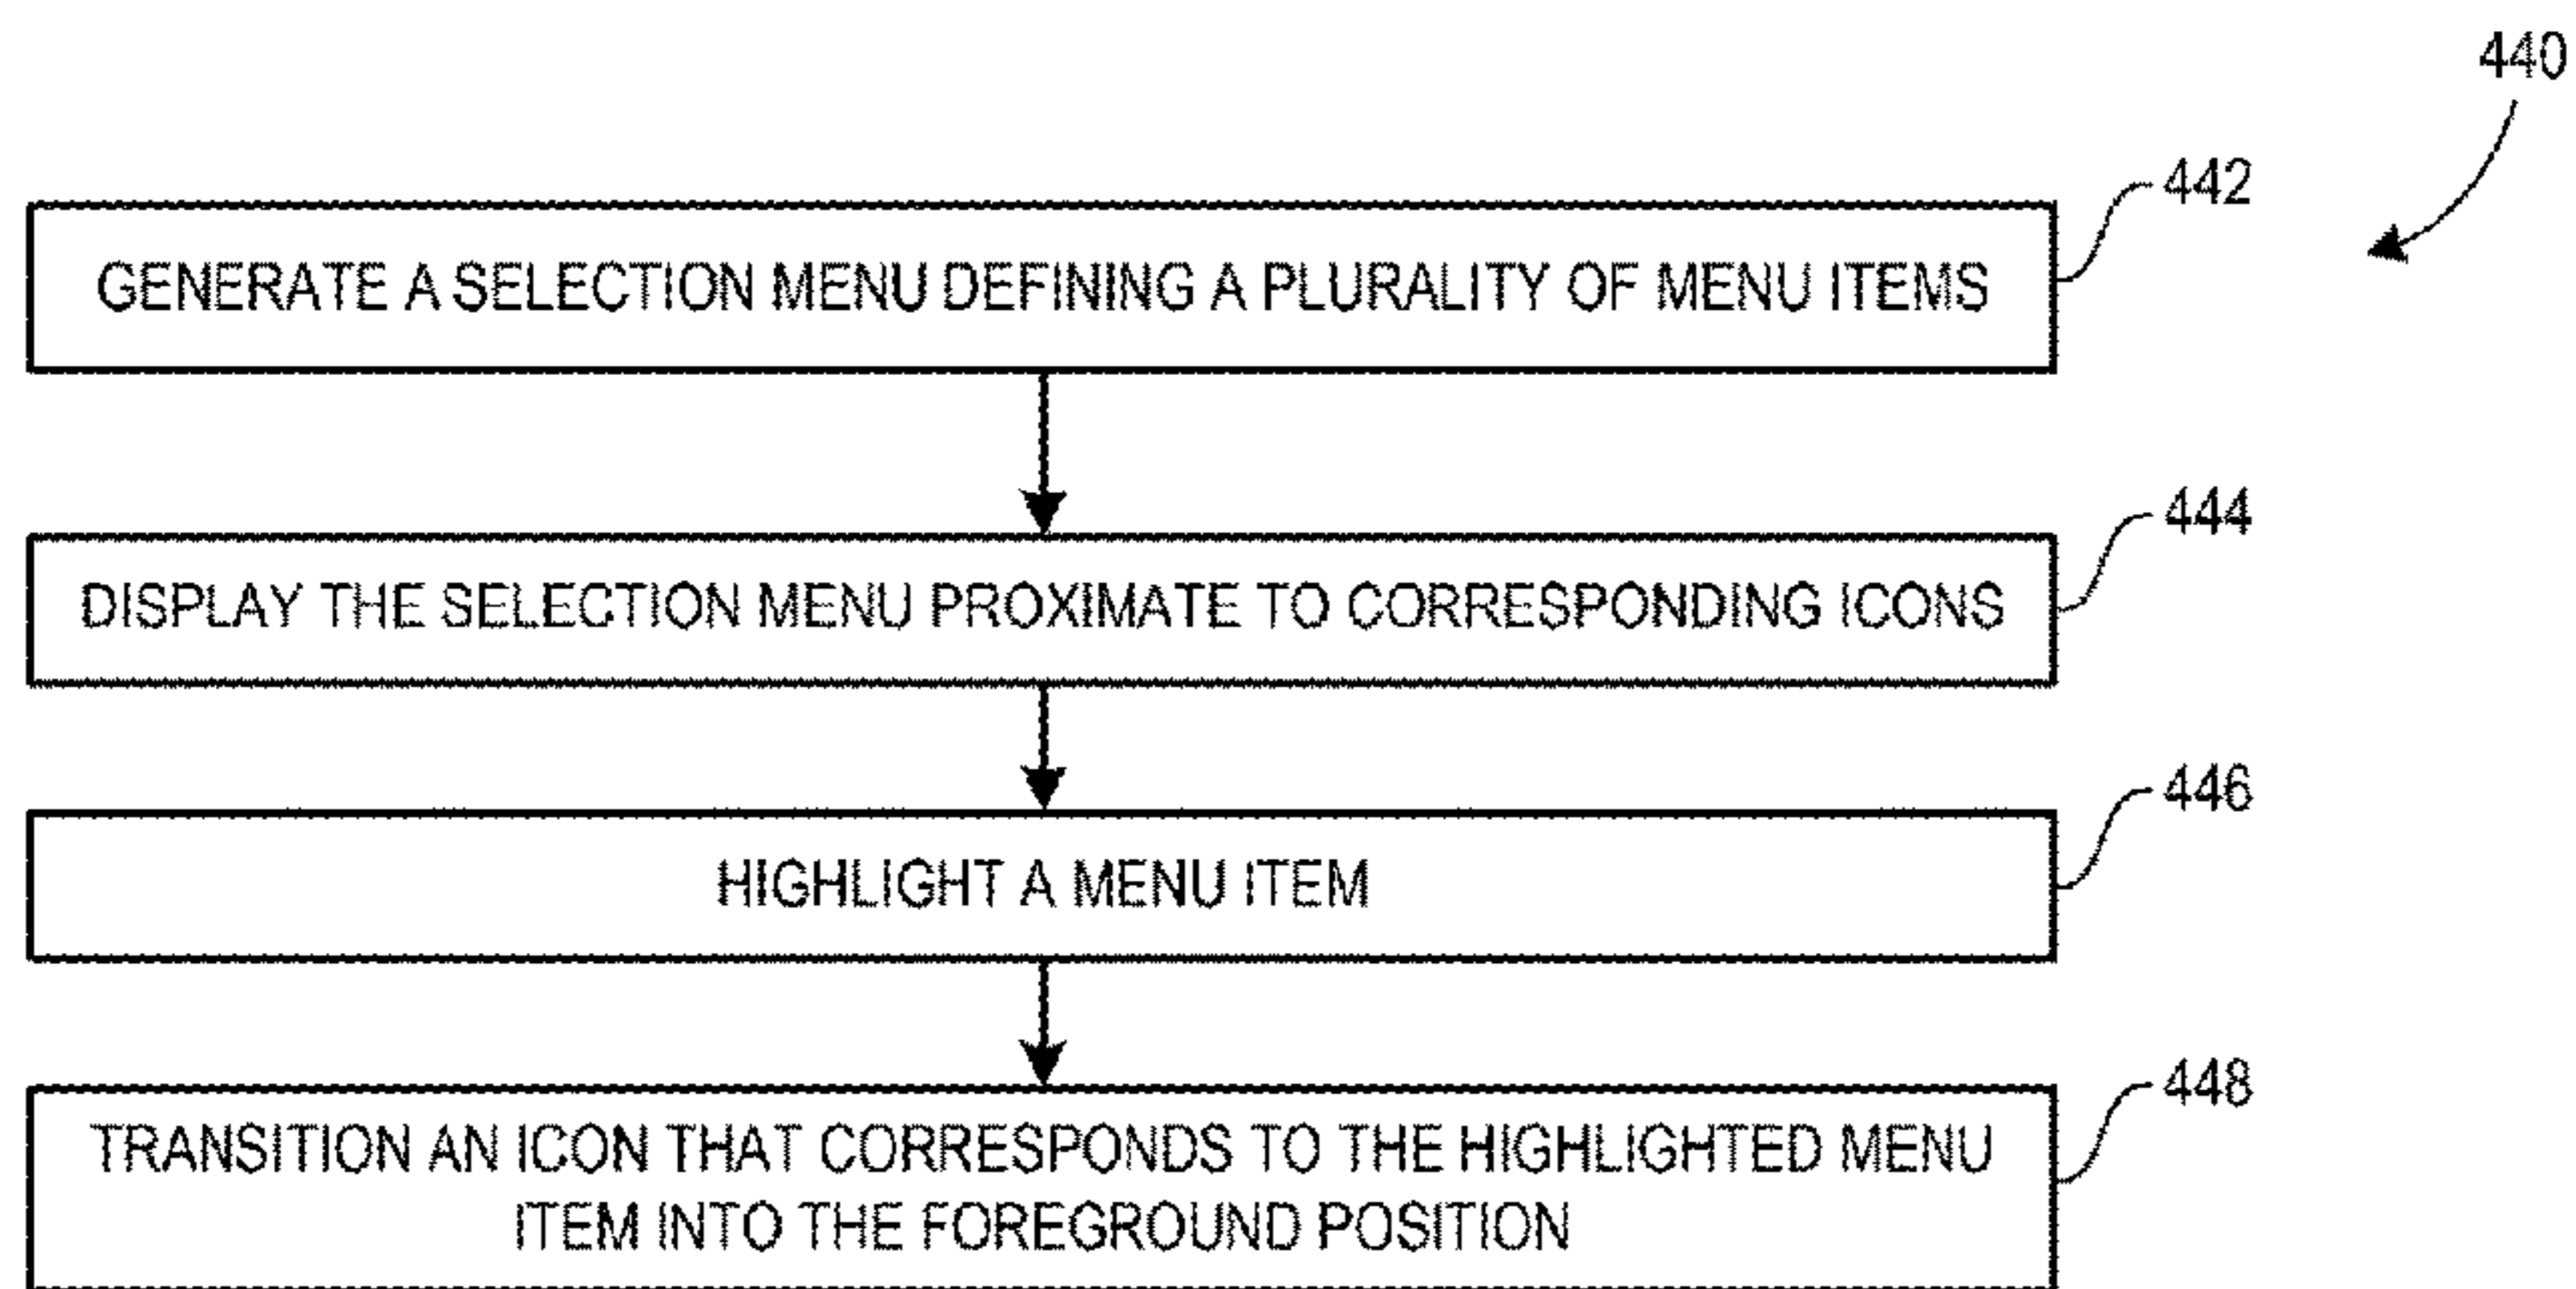 440
442
GENERATE A SELECTION MENU DEFINING A PLURALITY OF MENU ITEMS
444
DISPLAY THE SELECTION MENU PROXIMATE TO CORRESPONDING ICONS
446
HIGHLIGHT A MENU ITEM
448
TRANSITION AN ICON THAT CORRESPONDS TO THE HIGHLIGHTED MENU
ITEM INTO THE FOREGROUND POSITION